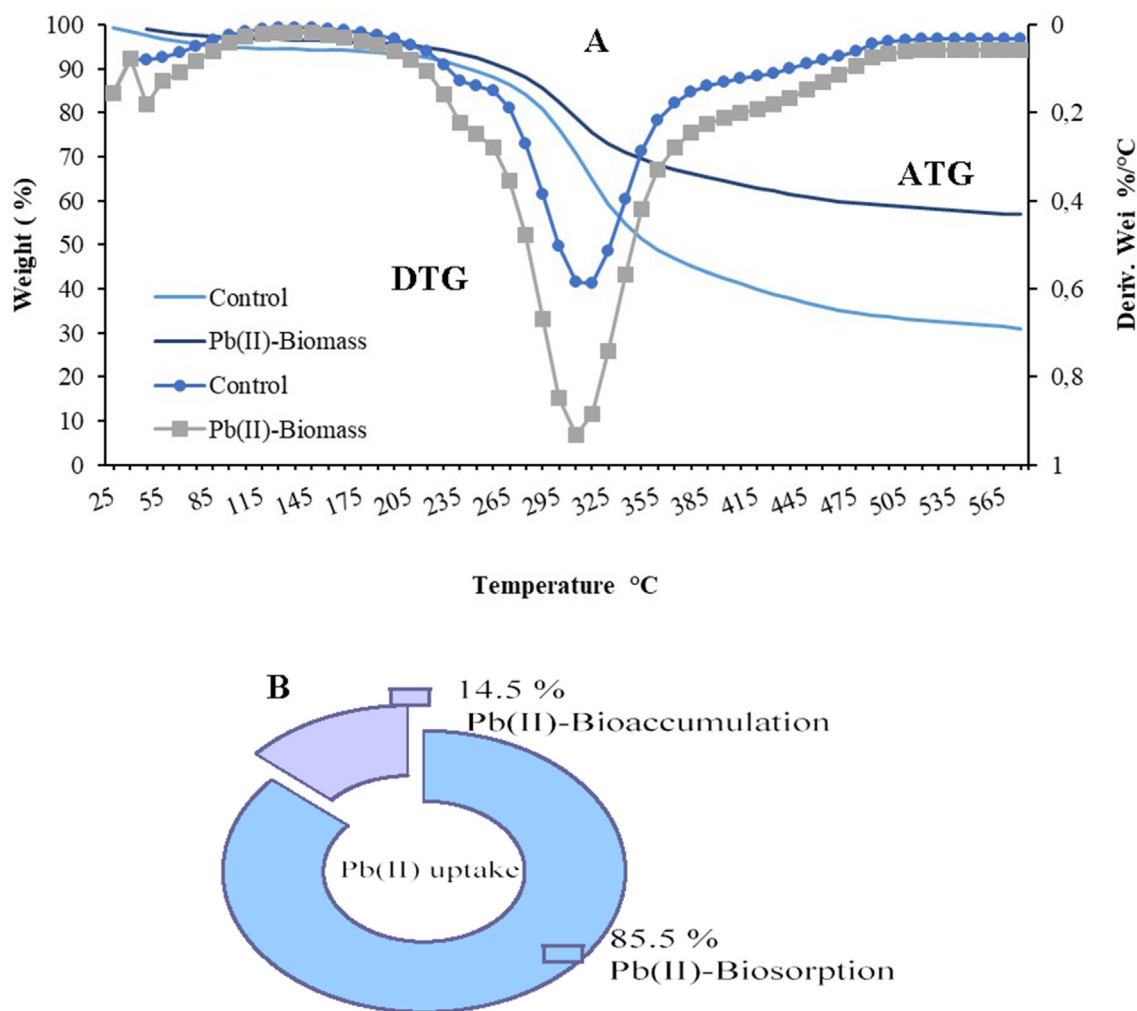 A
Weight ( %)
100
90
80
70
60
50
40
30
20
10
0
0
0,2
0,4
0,6
0,8
1
Deriv. Wei %/°C
ATG
DTG
Control
Pb(II)-Biomass
Control
Pb(II)-Biomass
25 55 85 115 145 175 205 235 265 295 325 355 385 415 445 475 505 535 565
Temperature °C
B
14.5 %
Pb(II)-Bioaccumulation
Pb(II) uptake
85.5 %
Pb(II)-Biosorption